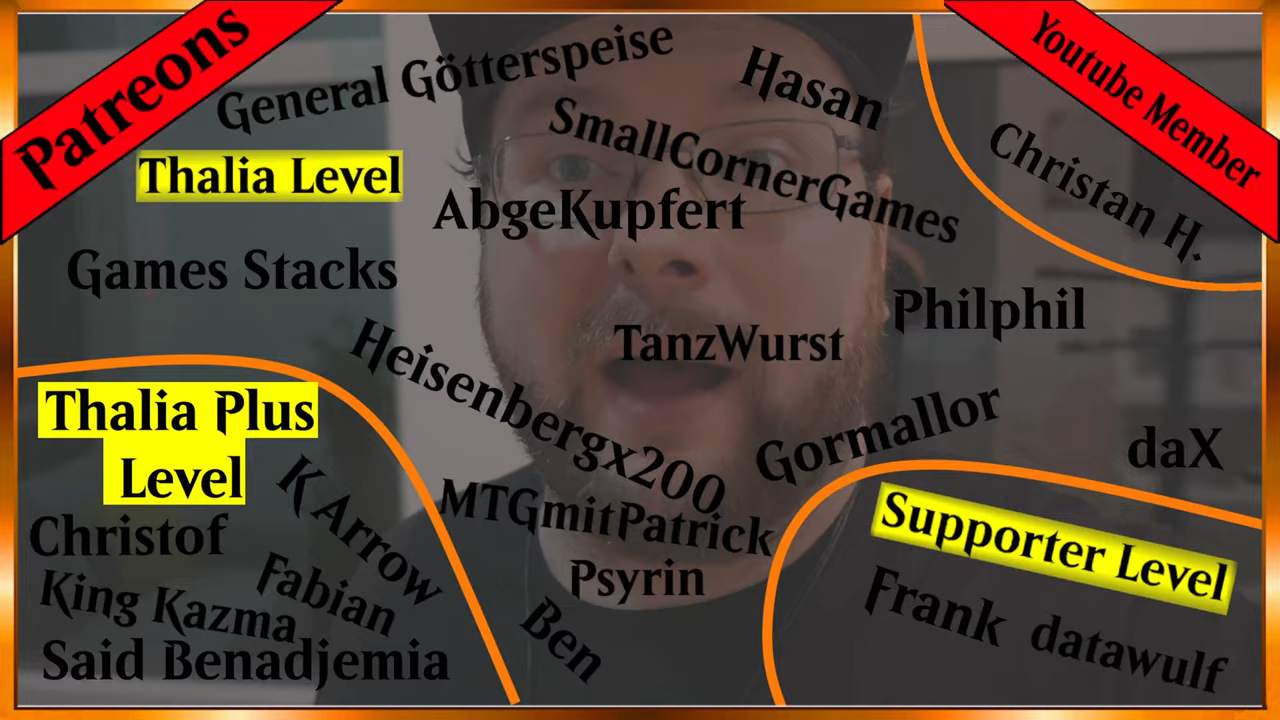 Patreons
Youtube Member
General Götterspeise
Hasan
Thalia Level
SmallCornerGames
Christan H.
AbgeKupfert
Games Stacks
Philphil
TanzWurst
Heisenbergx200
Gormallor
daX
MTGmitPatrick
Psyrin
Ben
Thalia Plus
Level
K Arrow
Christof
Fabian
King Kazma
Said Benadjemia
Supporter Level
Frank
datawulf